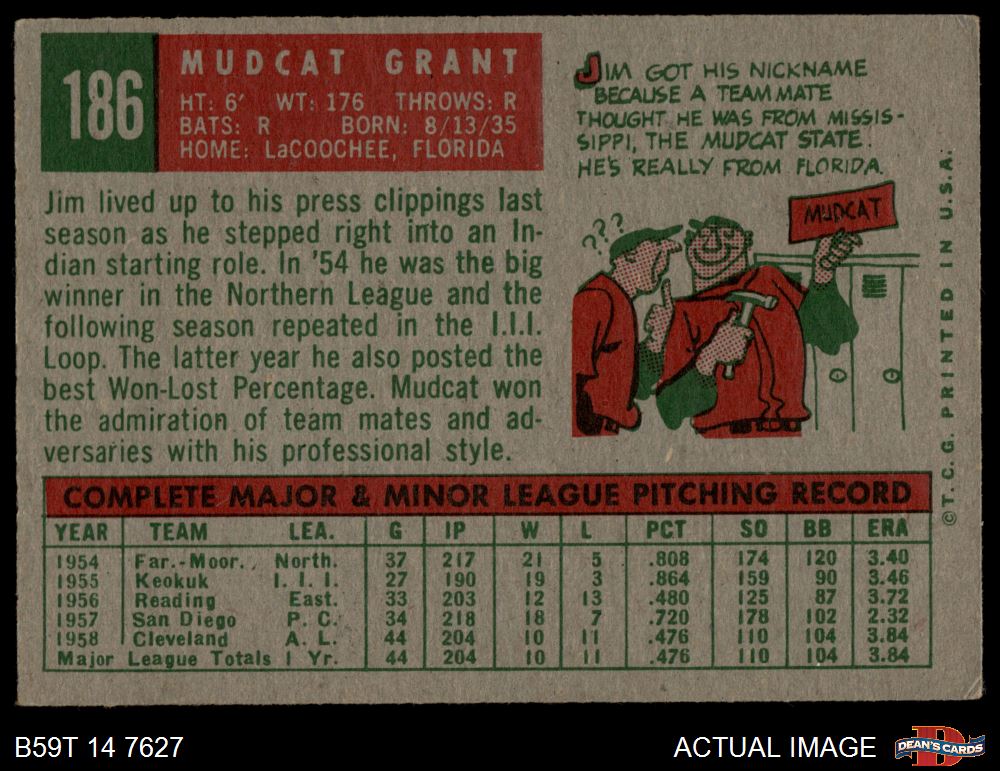 186
MUDCAT GRANT
HT: 6' WT: 176 THROWS: R
BATS: R BORN: 8/13/35
HOME: LaCOOCHEE, FLORIDA
JIM GOT HIS NICKNAME
BECAUSE A TEAM MATE
THOUGHT HE WAS FROM MISSIS-
SIPPI, THE MUDCAT STATE.
HE'S REALLY FROM FLORIDA.
???
MUDCAT
Jim lived up to his press clippings last
season as he stepped right into an In-
dian starting role. In '54 he was the big
winner in the Northern League and the
following season repeated in the I.I.I.
Loop. The latter year he also posted the
best Won-Lost Percentage. Mudcat won
the admiration of team mates and ad-
versaries with his professional style.
COMPLETE MAJOR & MINOR LEAGUE PITCHING RECORD
YEAR TEAM LEA. G IP W L PCT SO BB ERA
1954 Far.-Moor. North. 37 217 21 5 .808 174 120 3.40
1955 Keokuk I. I. I. 27 190 19 3 .864 159 90 3.46
1956 Reading East. 33 203 12 13 .480 125 87 3.72
1957 San Diego P. C. 34 218 18 7 .720 178 102 2.32
1958 Cleveland A. L. 44 204 10 11 .476 110 104 3.84
Major League Totals 1 Yr. 44 204 10 11 .476 110 104 3.84
©T. C. G. PRINTED IN U.S.A.
B59T 14 7627
ACTUAL IMAGE
D
DEAN'S CARDS